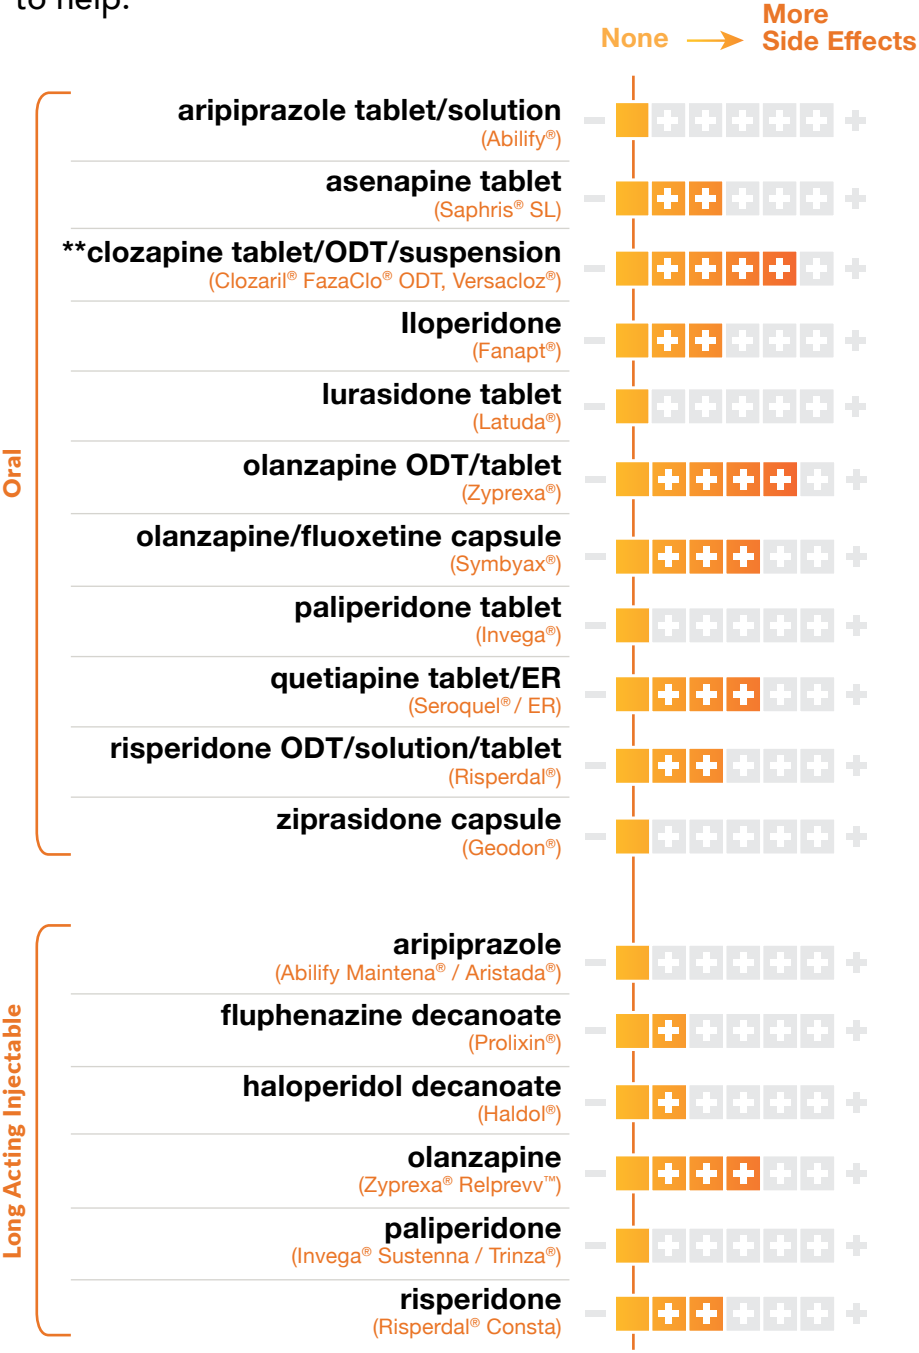 to help.
None
More
Side Effects
Oral
aripiprazole tablet/solution
(Abilify®)
asenapine tablet
(Saphris® SL)
**clozapine tablet/ODT/suspension
(Clozaril® FazaClo® ODT, Versacloz®)
Iloperidone
(Fanapt®)
lurasidone tablet
(Latuda®)
olanzapine ODT/tablet
(Zyprexa®)
olanzapine/fluoxetine capsule
(Symbyax®)
paliperidone tablet
(Invega®)
quetiapine tablet/ER
(Seroquel® / ER)
risperidone ODT/solution/tablet
(Risperdal®)
ziprasidone capsule
(Geodon®)
Long Acting Injectable
aripiprazole
(Abilify Maintena® / Aristada®)
fluphenazine decanoate
(Prolixin®)
haloperidol decanoate
(Haldol®)
olanzapine
(Zyprexa® Relprevv™)
paliperidone
(Invega® Sustenna / Trinza®)
risperidone
(Risperdal® Consta)